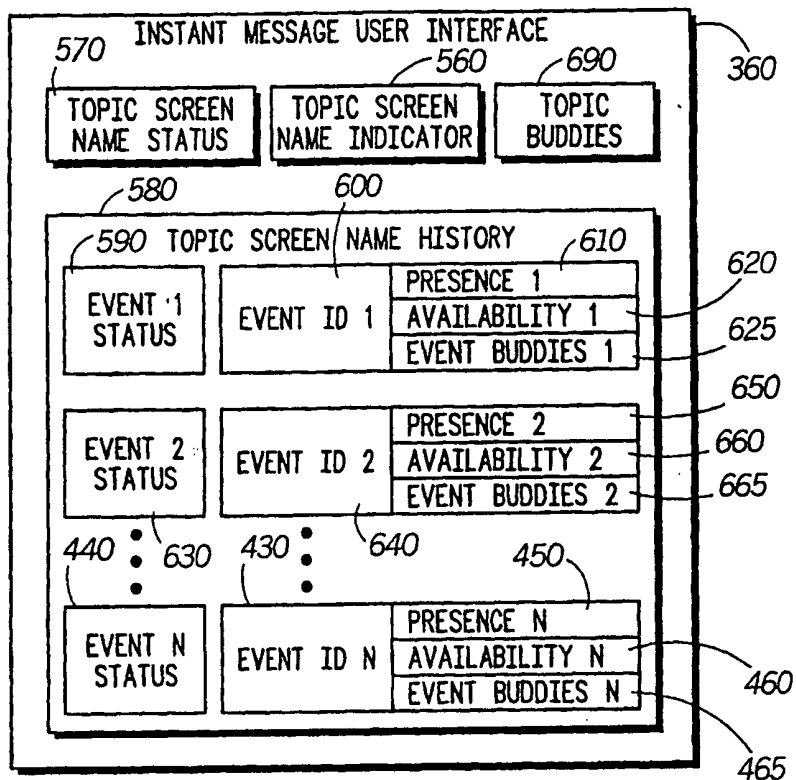 INSTANT MESSAGE USER INTERFACE
360
570
560
690
TOPIC SCREEN NAME STATUS
TOPIC SCREEN NAME INDICATOR
TOPIC BUDDIES
580
600
590
TOPIC SCREEN NAME HISTORY
610
EVENT 1 STATUS
EVENT ID 1
PRESENCE 1
AVAILABILITY 1
EVENT BUDDIES 1
620
625
EVENT 2 STATUS
EVENT ID 2
PRESENCE 2
AVAILABILITY 2
EVENT BUDDIES 2
650
660
665
440
630
430
640
450
EVENT N STATUS
EVENT ID N
PRESENCE N
AVAILABILITY N
EVENT BUDDIES N
460
465